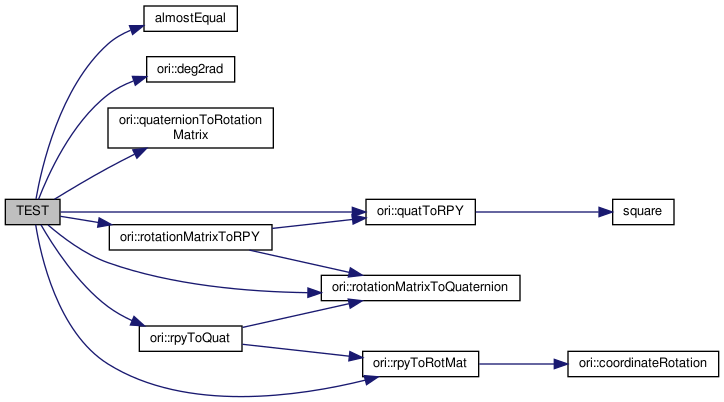 almostEqual
ori::deg2rad
ori::quaternionToRotation
Matrix
TEST
ori::quatToRPY
square
ori::rotationMatrixToRPY
ori::rotationMatrixToQuaternion
ori::rpyToQuat
ori::rpyToRotMat
ori::coordinateRotation